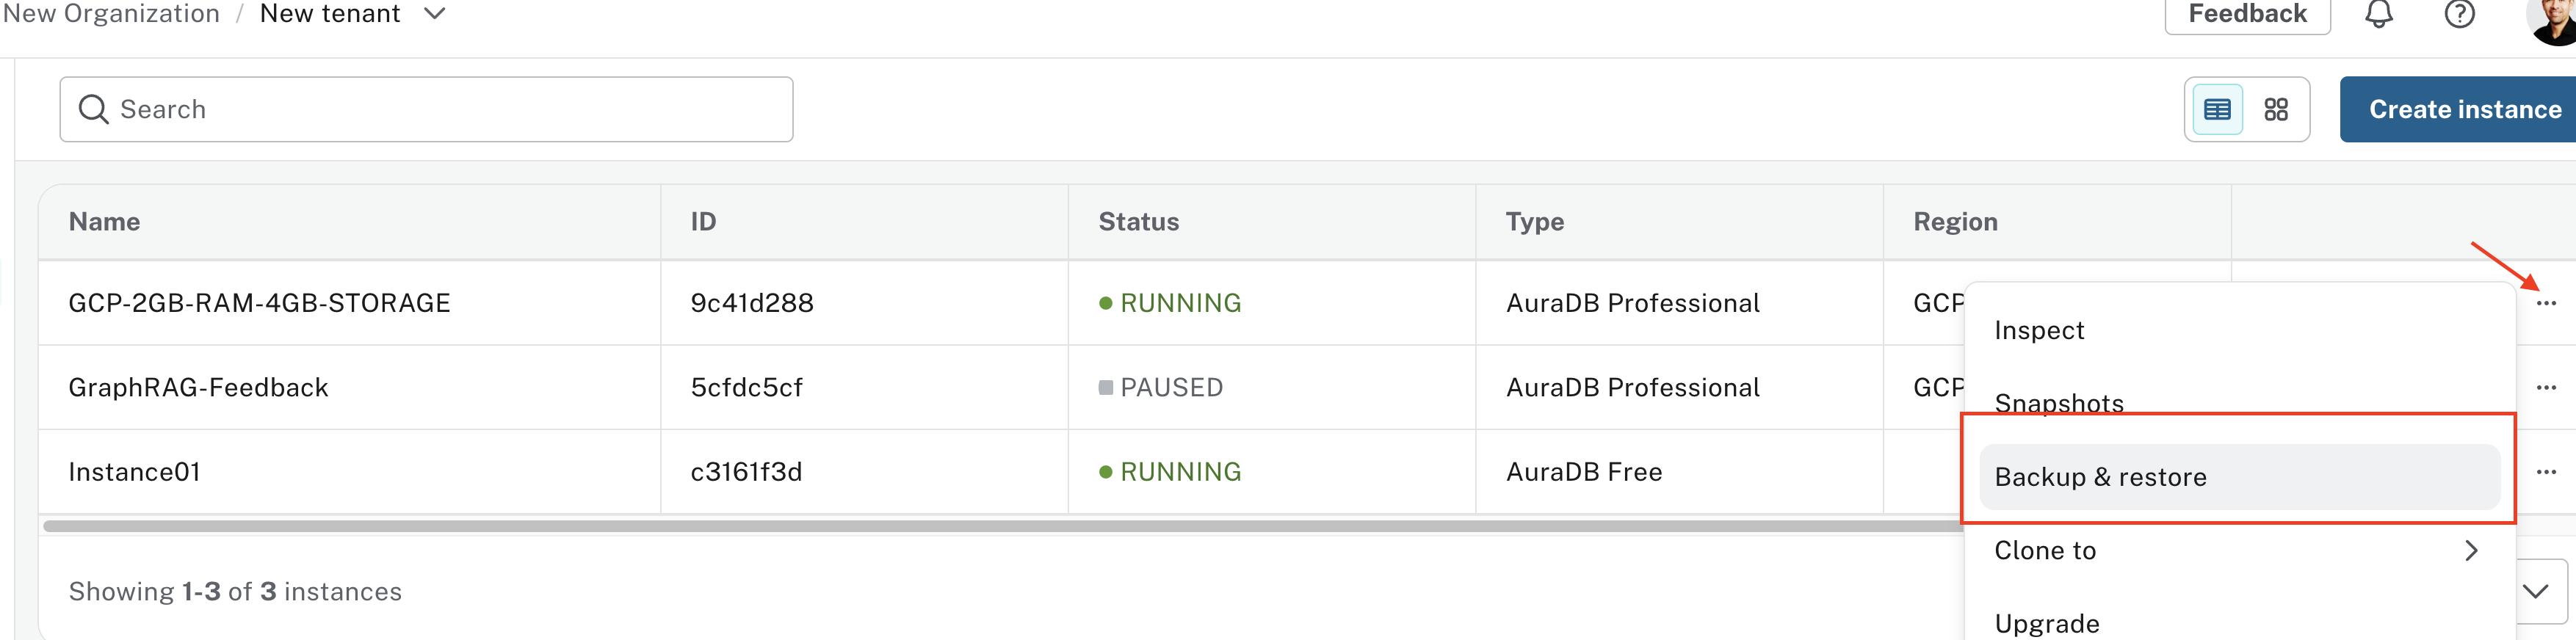 New Organization / New tenant
Feedback
Search
Create instance
Name ID Status Type Region
GCP-2GB-RAM-4GB-STORAGE 9c41d288 RUNNING AuraDB Professional GCP ...
GraphRAG-Feedback 5cfdc5cf PAUSED AuraDB Professional GCP ...
Instance01 c3161f3d RUNNING AuraDB Free ...
Inspect
Snapshots
Backup & restore
Clone to
Upgrade
Showing 1-3 of 3 instances